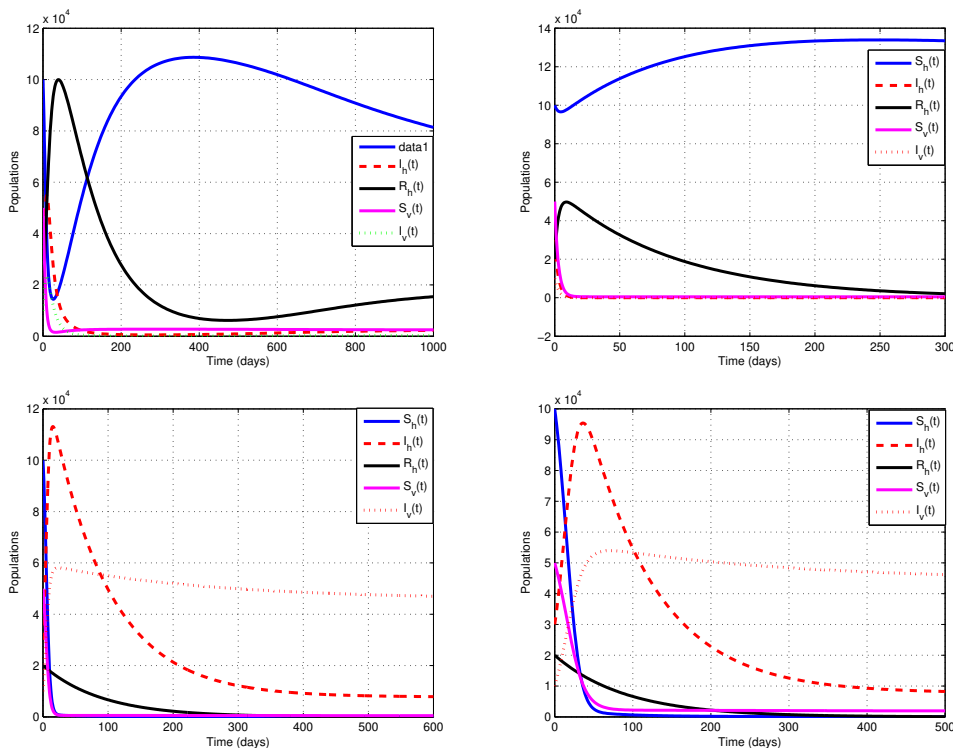 x 10^4
12
10
8
6
4
2
0
Populations
0 200 400 600 800 1000
Time (days)
data1
I_h(t)
R_h(t)
S_v(t)
I_v(t)
x 10^4
14
12
10
8
6
4
2
0
−2
Populations
0 50 100 150 200 250 300
Time (days)
S_h(t)
I_h(t)
R_h(t)
S_v(t)
I_v(t)
x 10^4
12
10
8
6
4
2
0
Populations
0 100 200 300 400 500 600
Time (days)
S_h(t)
I_h(t)
R_h(t)
S_v(t)
I_v(t)
x 10^4
10
9
8
7
6
5
4
3
2
1
0
Populations
0 100 200 300 400 500
Time (days)
S_h(t)
I_h(t)
R_h(t)
S_v(t)
I_v(t)